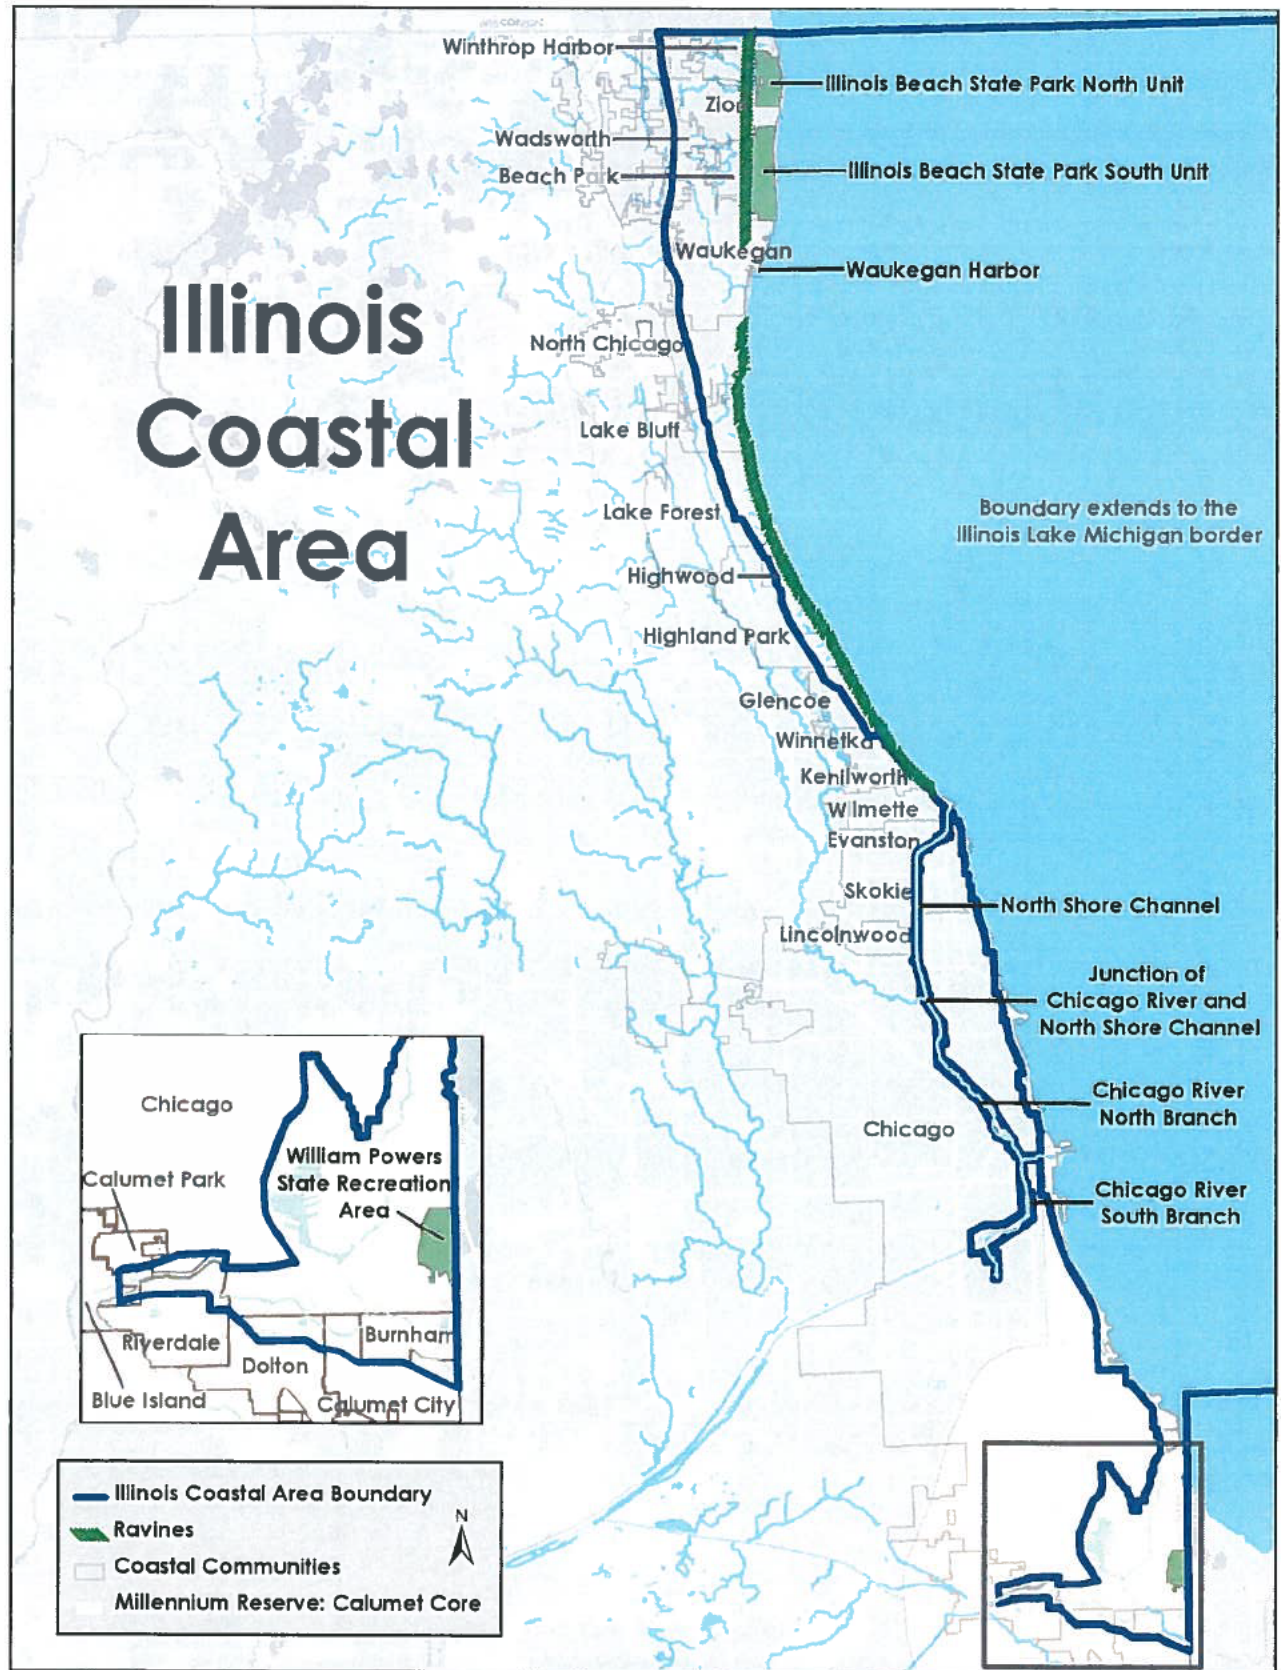 WISCONSIN
Winthrop Harbor
Illinois Beach State Park North Unit
Zion
Wadsworth
Beach Park
Illinois Beach State Park South Unit
Waukegan
Waukegan Harbor
Illinois
Coastal
Area
North Chicago
Lake Bluff
Lake Forest
Boundary extends to the
Illinois Lake Michigan border
Highwood
Highland Park
Glencoe
Winnetka
Kenilworth
Wilmette
Evanston
Skokie
North Shore Channel
Lincolnwood
Junction of
Chicago River and
North Shore Channel
Chicago River
North Branch
Chicago
Chicago River
South Branch
Chicago
William Powers
State Recreation
Area
Calumet Park
Riverdale
Burnham
Dolton
Blue Island
Calumet City
Illinois Coastal Area Boundary
Ravines
Coastal Communities
Millennium Reserve: Calumet Core
N